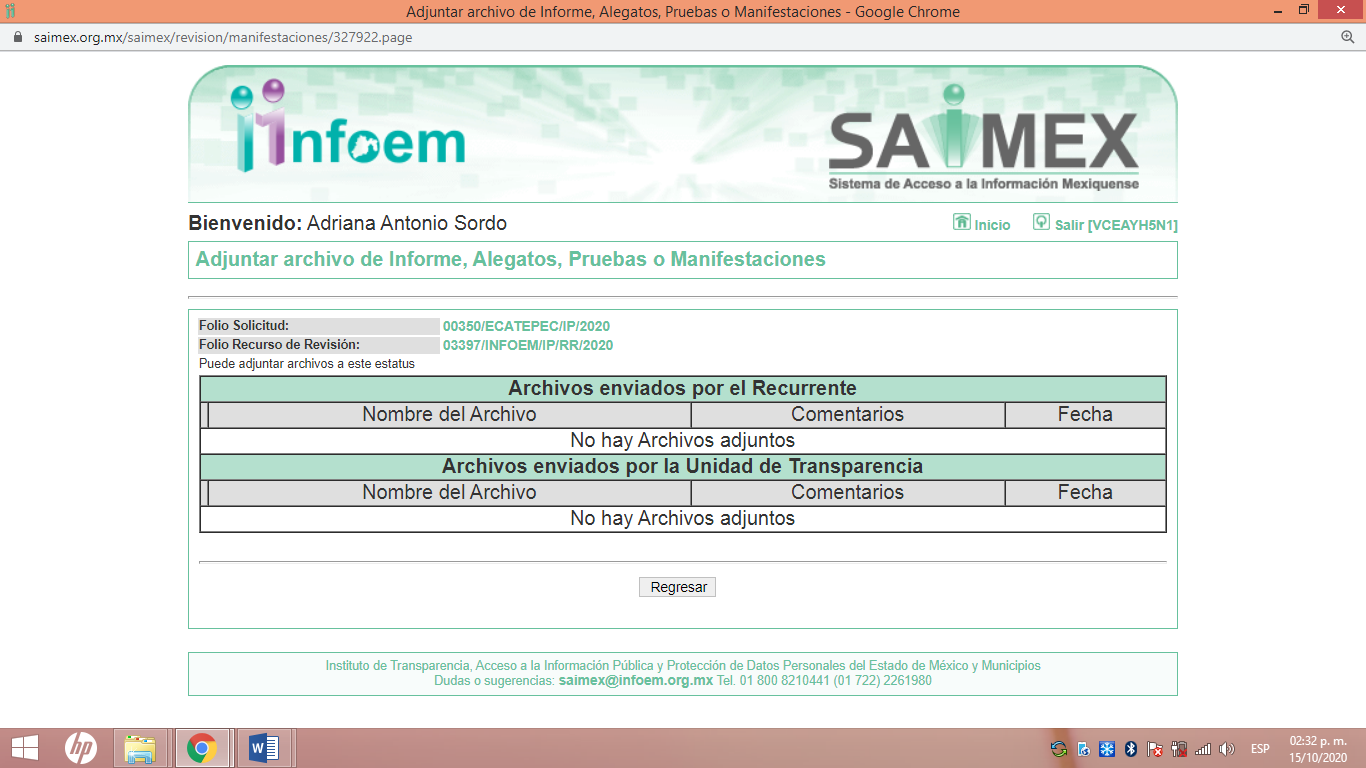 Adjuntar archivo de Informe, Alegatos, Pruebas o Manifestaciones - Google Chrome
saimex.org.mx/saimex/revision/manifestaciones/327922.page
infoem
SAIMEX
Sistema de Acceso a la Información Mexiquense
Bienvenido: Adriana Antonio Sordo
Inicio
Salir [VCEAYH5N1]
Adjuntar archivo de Informe, Alegatos, Pruebas o Manifestaciones
Folio Solicitud: 00350/ECATEPEC/IP/2020
Folio Recurso de Revisión: 03397/INFOEM/IP/RR/2020
Puede adjuntar archivos a este estatus
Archivos enviados por el Recurrente
Nombre del Archivo Comentarios Fecha
No hay Archivos adjuntos
Archivos enviados por la Unidad de Transparencia
Nombre del Archivo Comentarios Fecha
No hay Archivos adjuntos
Regresar
Instituto de Transparencia, Acceso a la Información Pública y Protección de Datos Personales del Estado de México y Municipios
Dudas o sugerencias: saimex@infoem.org.mx Tel. 01 800 8210441 (01 722) 2261980
hp
W
ESP
02:32 p. m.
15/10/2020